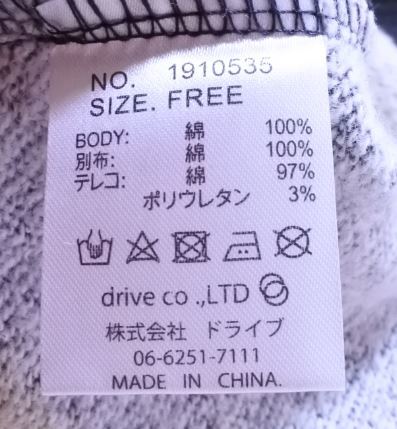 NO. 1910535
SIZE. FREE
BODY: 綿 100%
別布: 綿 100%
テレコ: 綿 97%
ポリウレタン 3%
drive co .,LTD
株式会社 ドライブ
06-6251-7111
MADE IN CHINA.